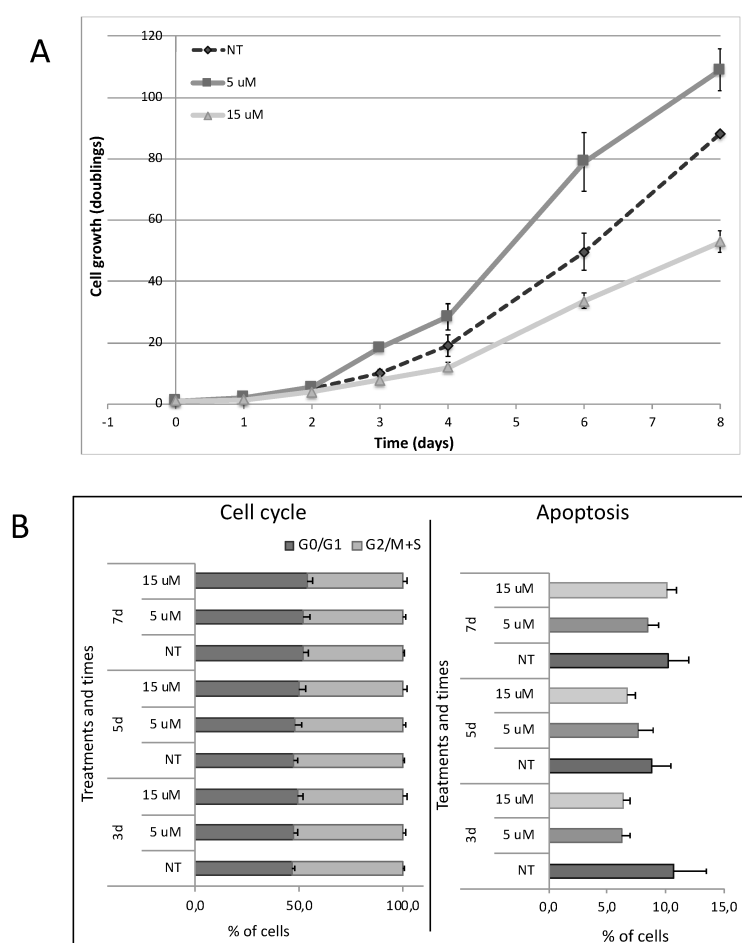 A
120
100
80
60
40
20
0
Cell growth (doublings)
NT
5 uM
15 uM
-1 0 1 2 3 4 5 6 7 8
Time (days)
B
Cell cycle
G0/G1 G2/M+S
Treatments and times
7d
15 uM
5 uM
NT
5d
15 uM
5 uM
NT
3d
15 uM
5 uM
NT
0,0 50,0 100,0
% of cells
Apoptosis
Teatments and times
7d
15 uM
5 uM
NT
5d
15 uM
5 uM
NT
3d
15 uM
5 uM
NT
0,0 5,0 10,0 15,0
% of cells